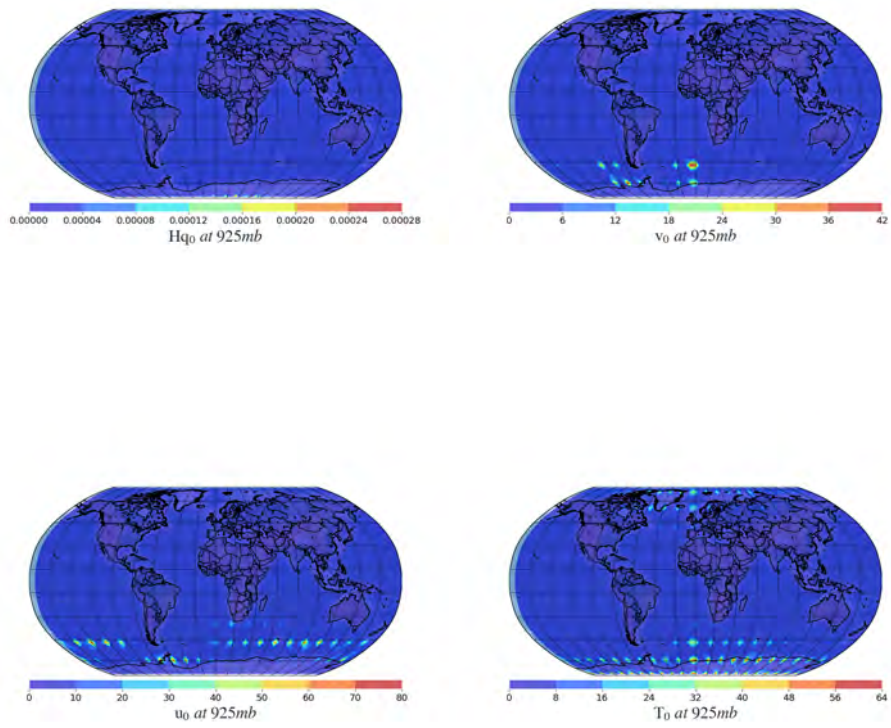 0.00000 0.00004 0.00008 0.00012 0.00016 0.00020 0.00024 0.00028
Hq₀ at 925mb
0 6 12 18 24 30 36 42
v₀ at 925mb
0 10 20 30 40 50 60 70 80
u₀ at 925mb
0 8 16 24 32 40 48 56 64
T₀ at 925mb